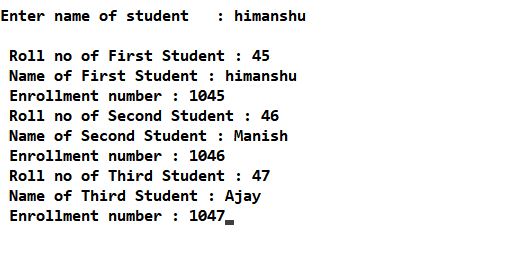 Enter name of student   : himanshu
Roll no of First Student : 45
Name of First Student : himanshu
Enrollment number : 1045
Roll no of Second Student : 46
Name of Second Student : Manish
Enrollment number : 1046
Roll no of Third Student : 47
Name of Third Student : Ajay
Enrollment number : 1047